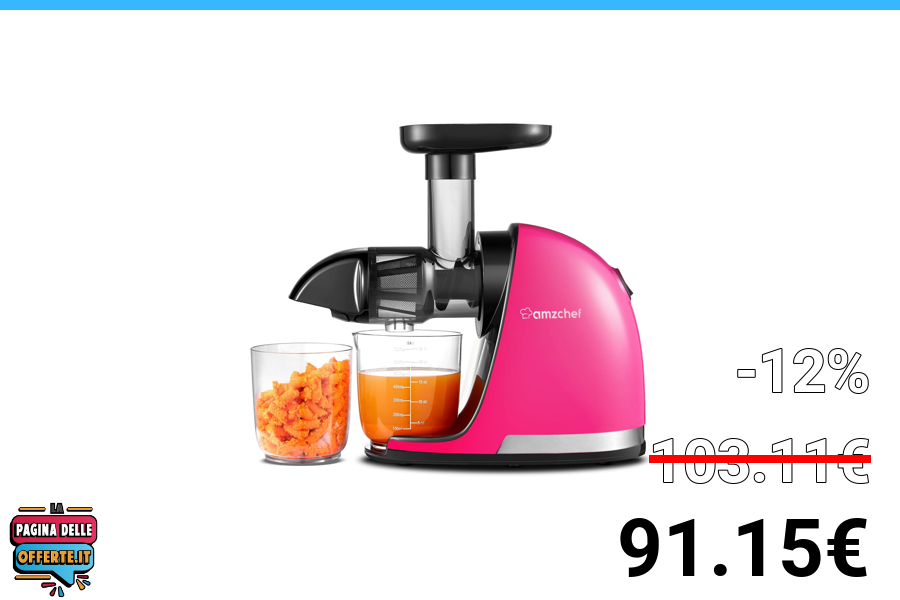 amzchef
-12%
103.11€
91.15€
LA
PAGINA DELLE
OFFERTE.IT